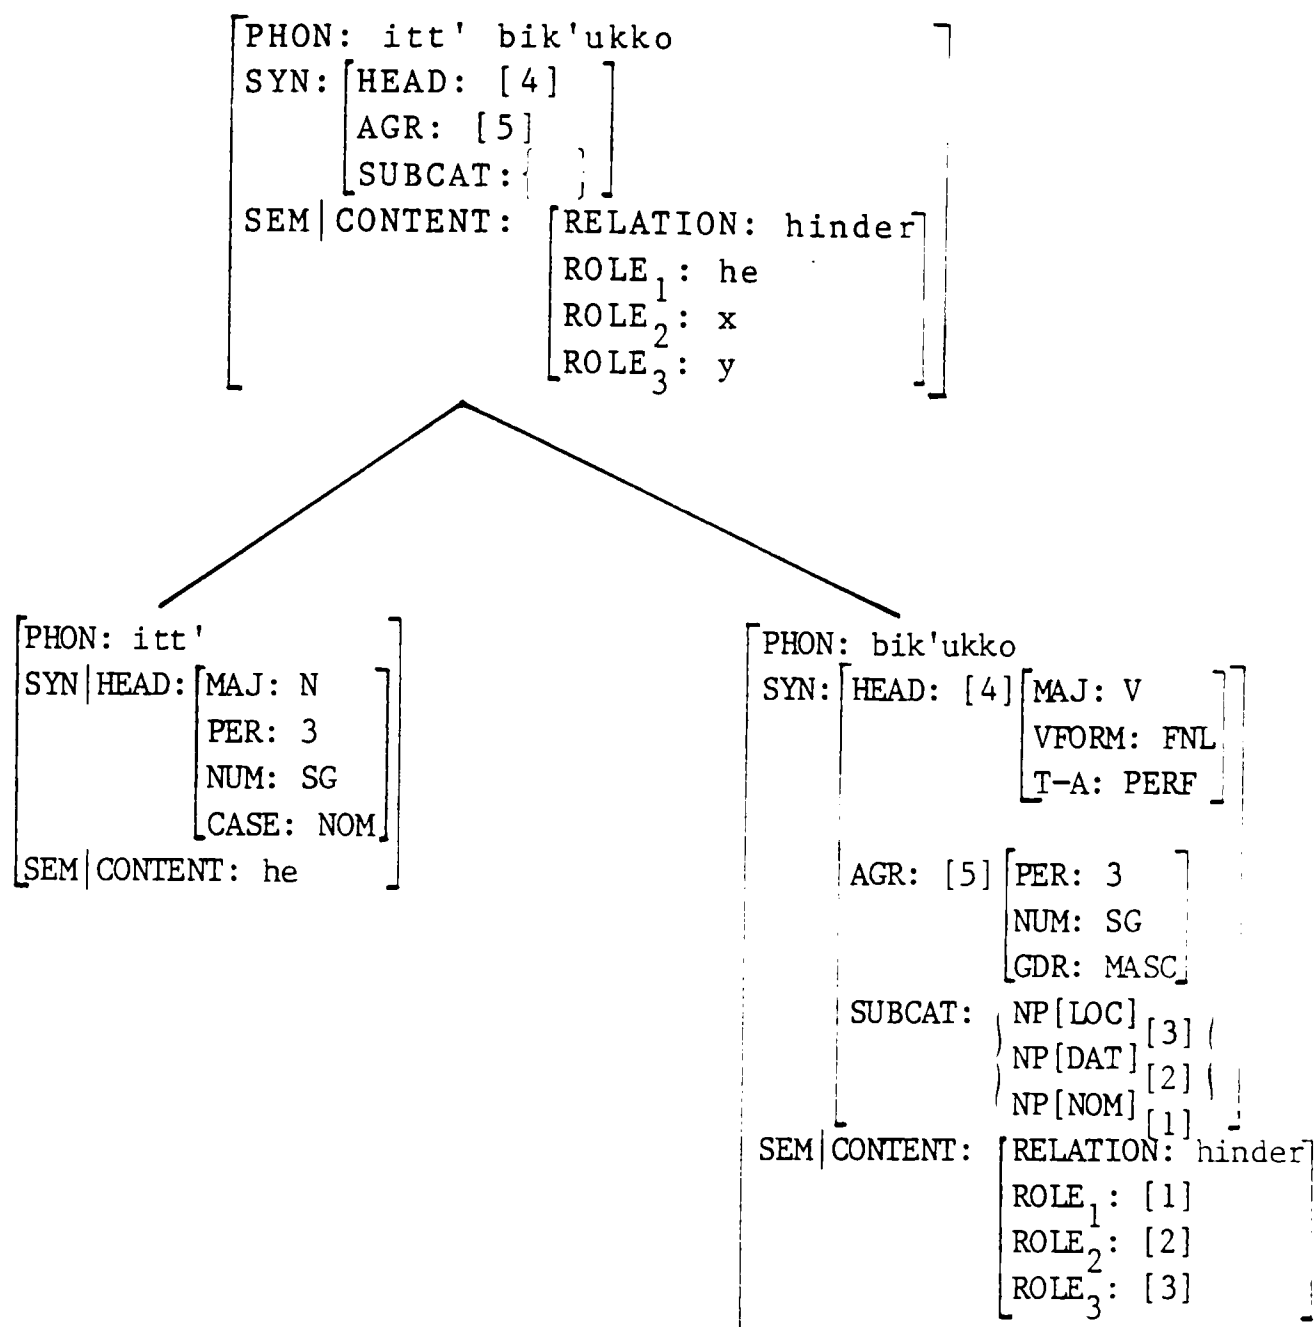 PHON: itt' bik'ukko
SYN: [HEAD: [4]
AGR: [5]
SUBCAT:{ }]
SEM|CONTENT: [RELATION: hinder]
ROLE1: he
ROLE2: x
ROLE3: y
PHON: itt'
SYN|HEAD: [MAJ: N
PER: 3
NUM: SG
CASE: NOM]
SEM|CONTENT: he
PHON: bik'ukko
SYN: [HEAD: [4][MAJ: V
VFORM: FNL
T-A: PERF]
AGR: [5][PER: 3
NUM: SG
GDR: MASC]
SUBCAT: NP[LOC][3]
NP[DAT][2]
NP[NOM][1]
SEM|CONTENT: [RELATION: hinder]
ROLE1: [1]
ROLE2: [2]
ROLE3: [3]